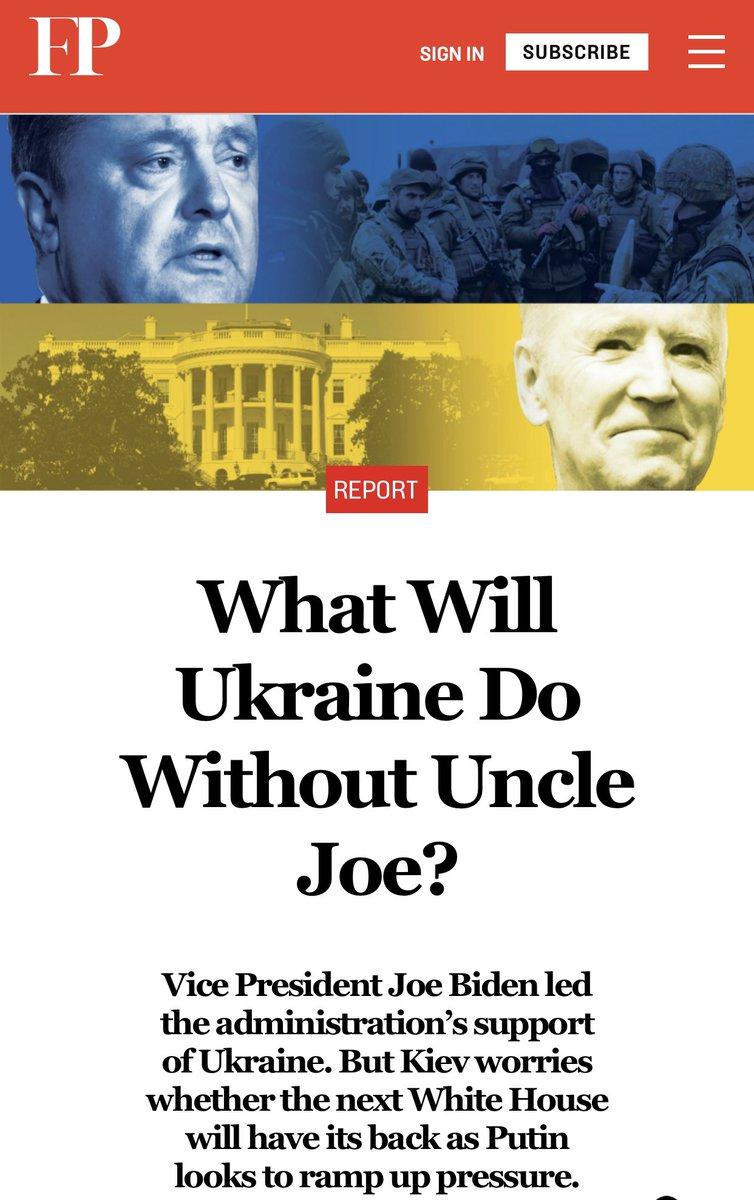 FP
SIGN IN
SUBSCRIBE
REPORT
What Will
Ukraine Do
Without Uncle
Joe?
Vice President Joe Biden led
the administration’s support
of Ukraine. But Kiev worries
whether the next White House
will have its back as Putin
looks to ramp up pressure.